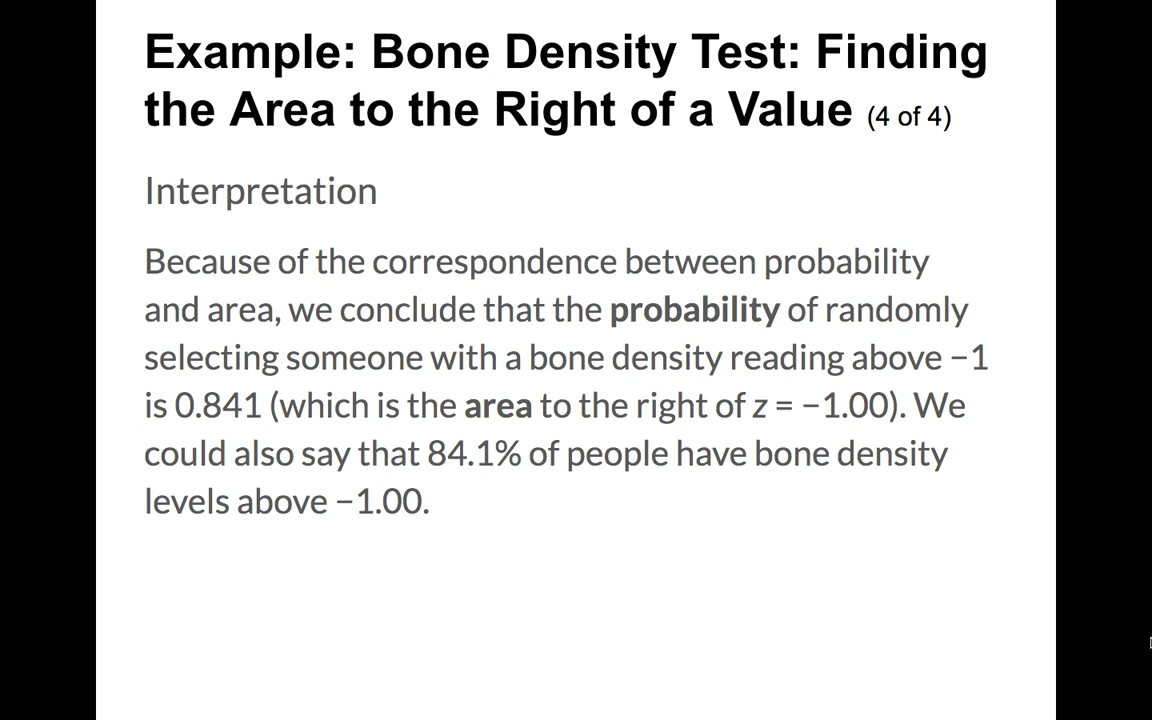 Example: Bone Density Test: Finding
the Area to the Right of a Value (4 of 4)
Interpretation
Because of the correspondence between probability
and area, we conclude that the probability of randomly
selecting someone with a bone density reading above −1
is 0.841 (which is the area to the right of z = −1.00). We
could also say that 84.1% of people have bone density
levels above −1.00.